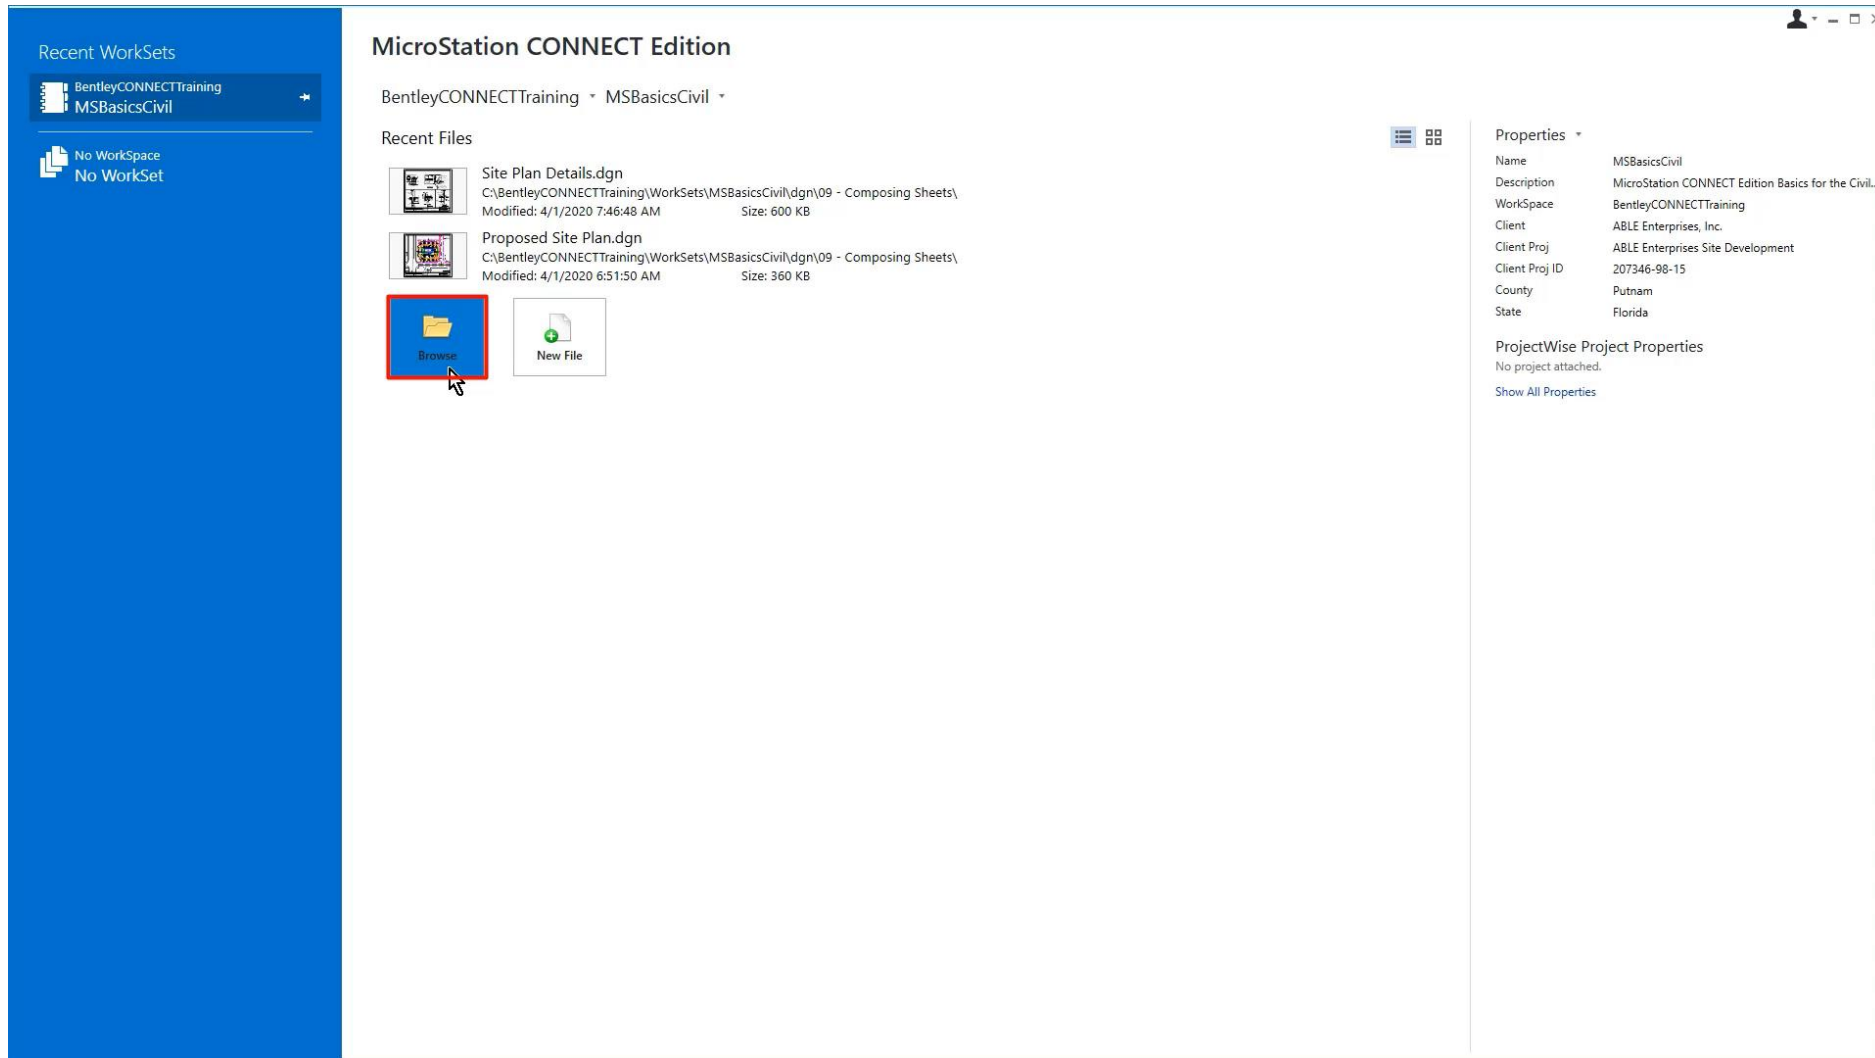 Recent WorkSets
BentleyCONNECTTraining
MSBasicsCivil
No WorkSpace
No WorkSet
MicroStation CONNECT Edition
BentleyCONNECTTraining MSBasicsCivil
Recent Files
Site Plan Details.dgn
C:\BentleyCONNECTTraining\WorkSets\MSBasicsCivil\dgn\09 - Composing Sheets\
Modified: 4/1/2020 7:46:48 AM Size: 600 KB
Proposed Site Plan.dgn
C:\BentleyCONNECTTraining\WorkSets\MSBasicsCivil\dgn\09 - Composing Sheets\
Modified: 4/1/2020 6:51:50 AM Size: 360 KB
Browse
New File
Properties
Name MSBasicsCivil
Description MicroStation CONNECT Edition Basics for the Civil...
WorkSpace BentleyCONNECTTraining
Client ABLE Enterprises, Inc.
Client Proj ABLE Enterprises Site Development
Client Proj ID 207346-98-15
County Putnam
State Florida
ProjectWise Project Properties
No project attached.
Show All Properties